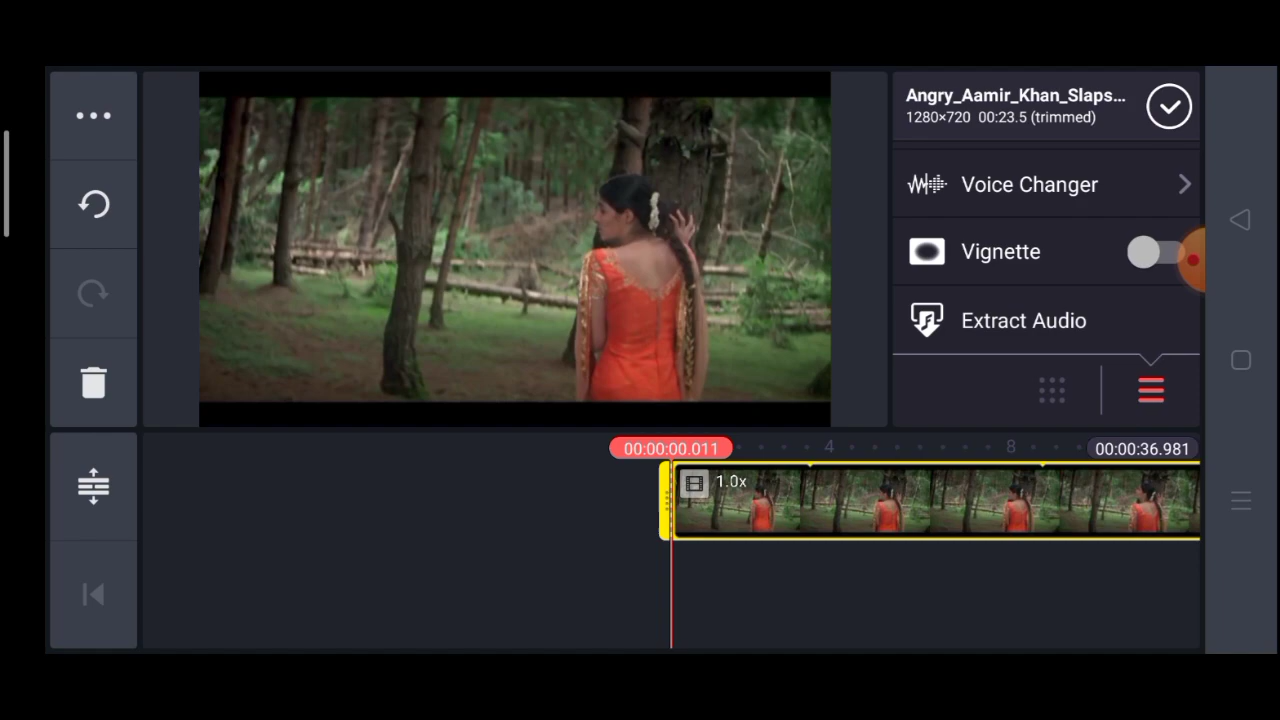 Angry_Aamir_Khan_Slaps...
1280×720 00:23.5 (trimmed)
Voice Changer
Vignette
Extract Audio
00:00:00.011
4
8
00:00:36.981
1.0x